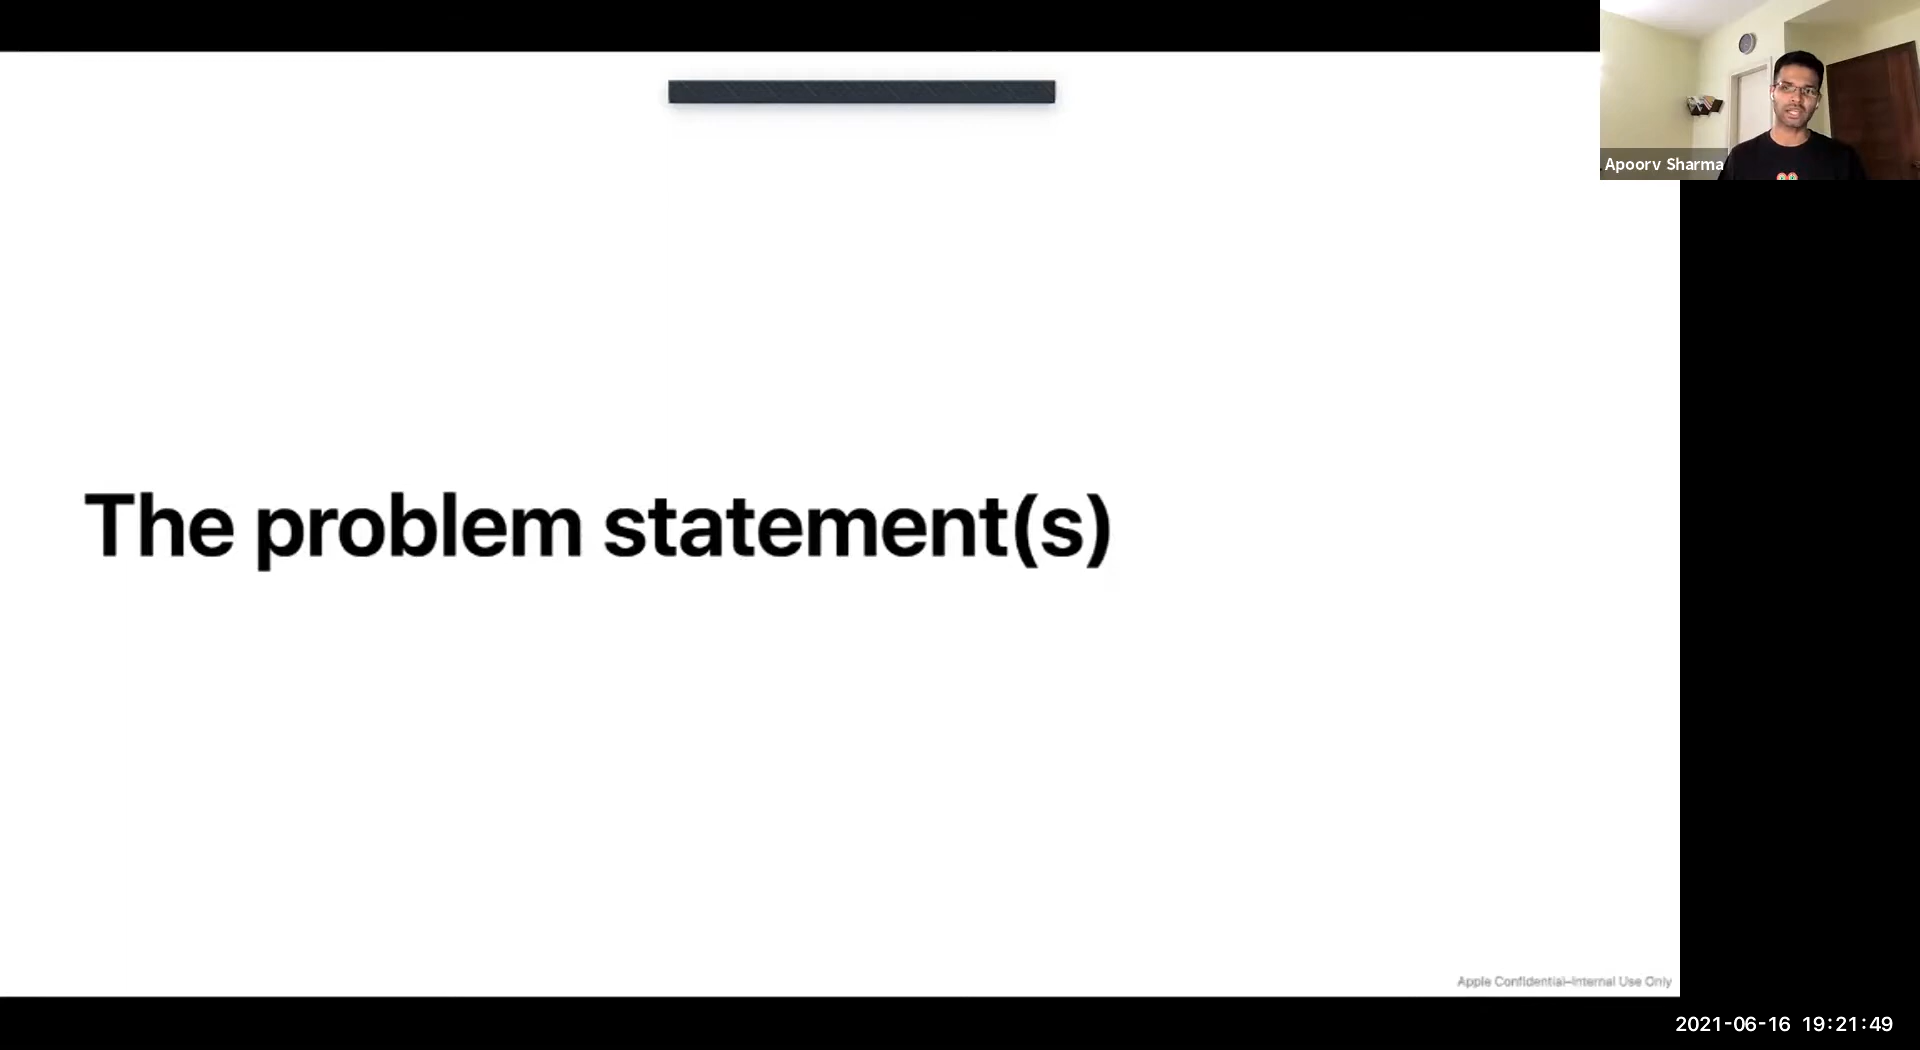 Apoorv Sharma
The problem statement(s)
Apple Confidential–Internal Use Only
2021-06-16 19:21:49